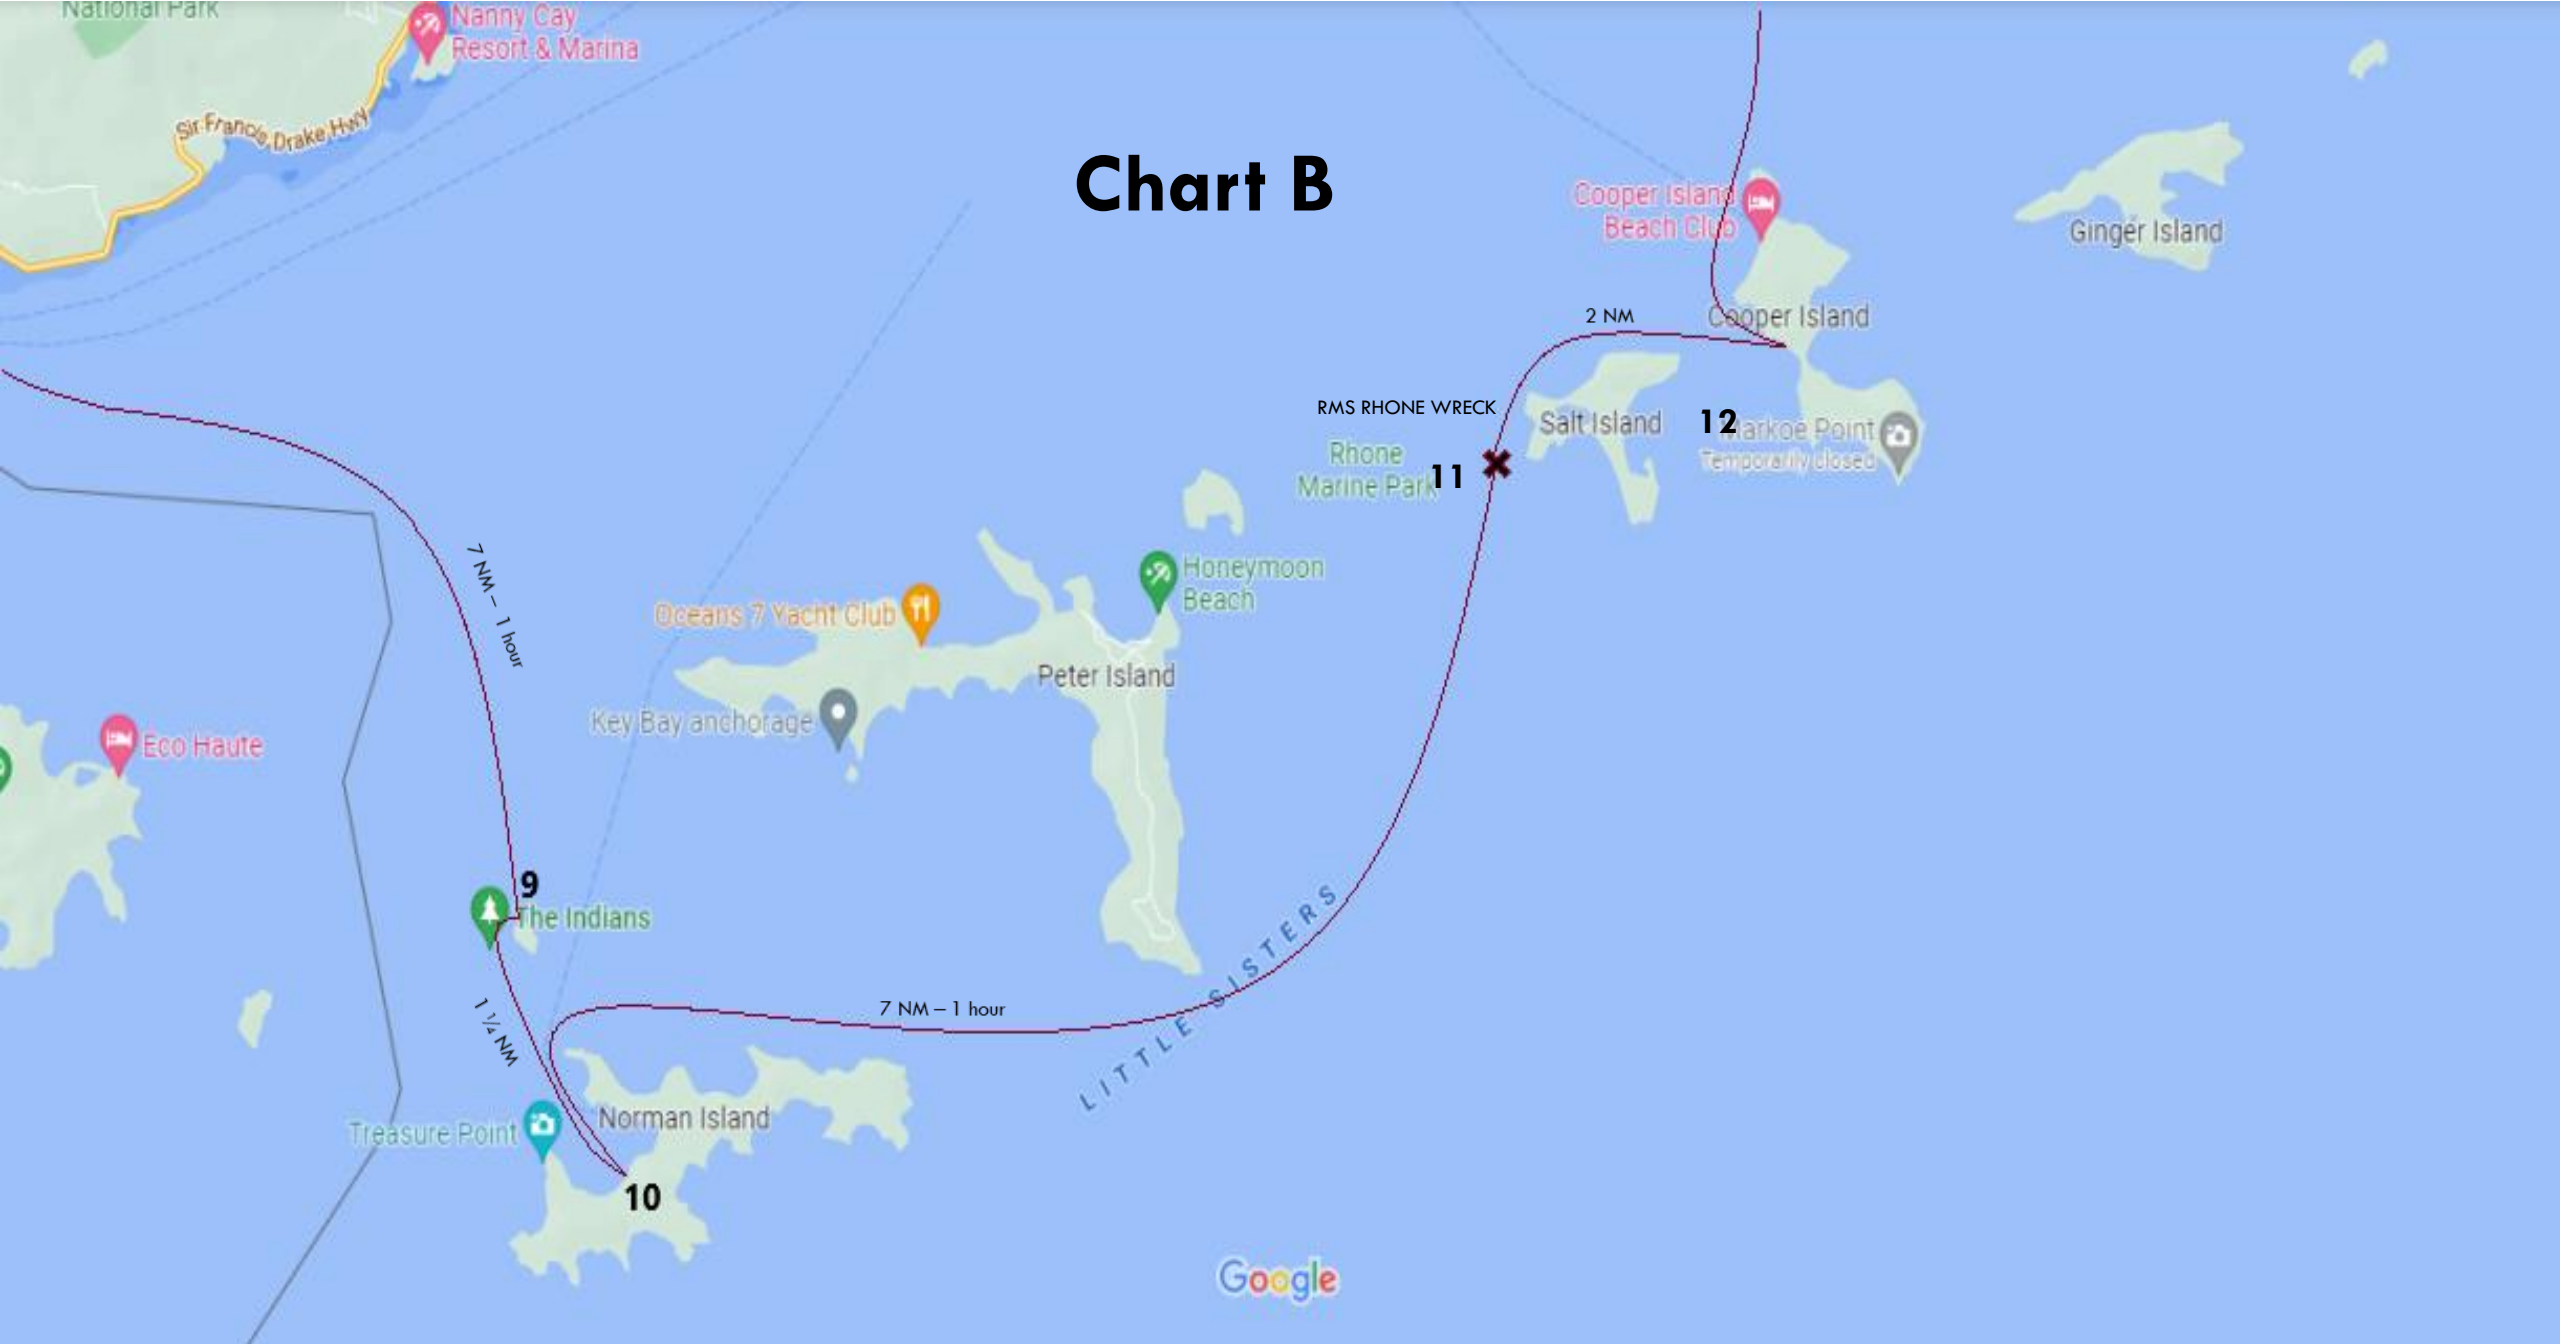 National Park
Nanny Cay
Resort & Marina
Sir Francis Drake Hwy
Chart B
Cooper Island
Beach Club
Ginger Island
Cooper Island
2 NM
RMS RHONE WRECK
Salt Island
12
Markoe Point
Temporarily closed
Rhone
Marine Park
11
7 NM – 1 hour
Honeymoon
Beach
Oceans 7 Yacht Club
Peter Island
Key Bay anchorage
Eco Haute
9
The Indians
LITTLE SISTERS
1 ¼ NM
7 NM – 1 hour
Norman Island
Treasure Point
10
Google